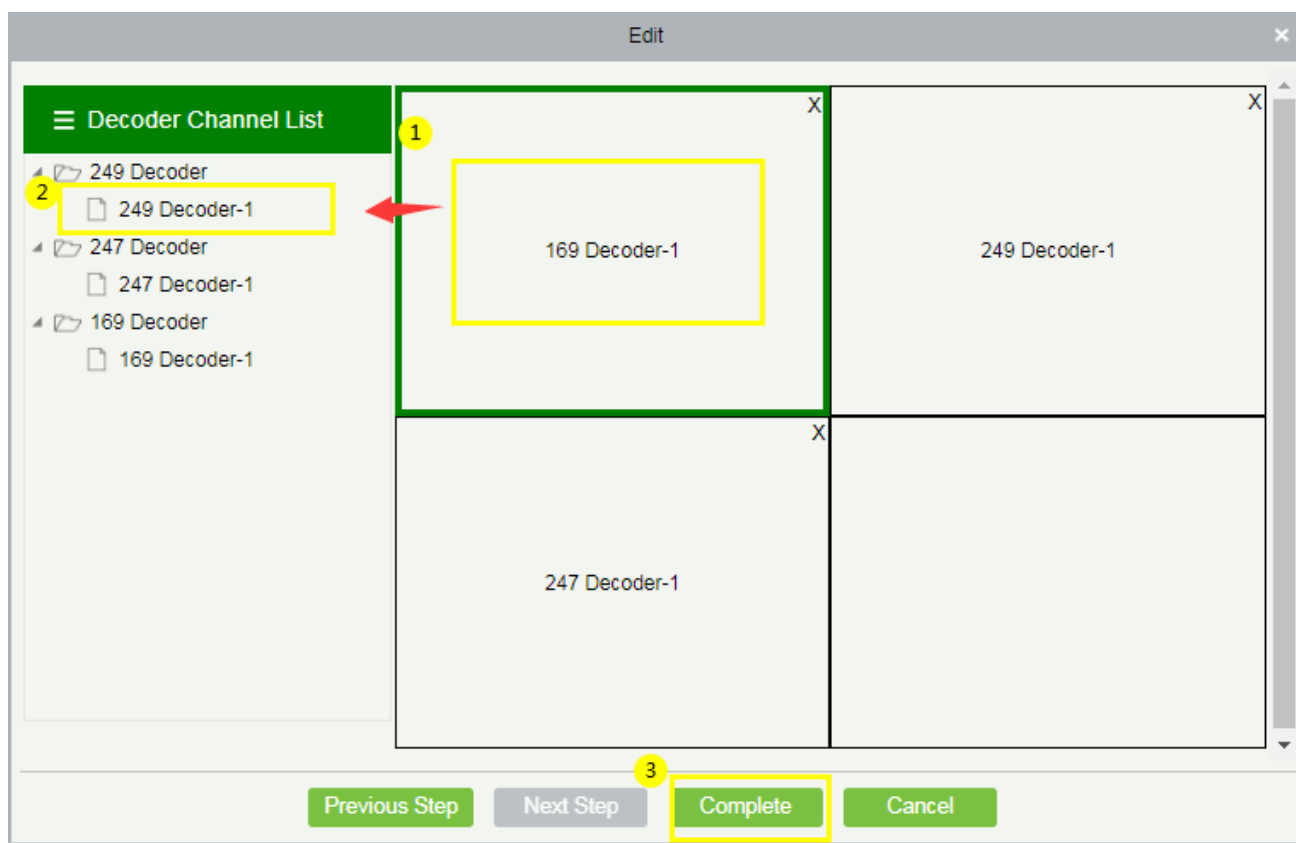 Edit
×
Decoder Channel List
249 Decoder
249 Decoder-1
247 Decoder
247 Decoder-1
169 Decoder
169 Decoder-1
1
2
X
169 Decoder-1
X
249 Decoder-1
X
247 Decoder-1
3
Previous Step
Next Step
Complete
Cancel